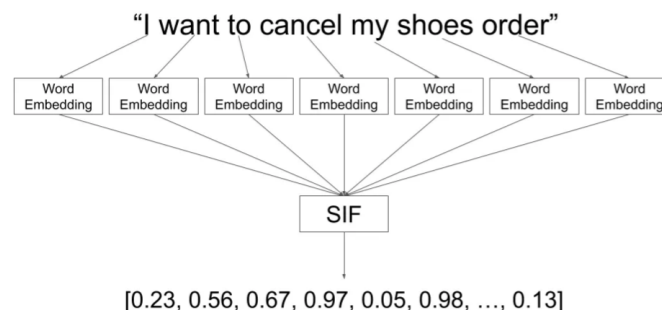 “I want to cancel my shoes order”
Word Embedding Word Embedding Word Embedding Word Embedding Word Embedding Word Embedding Word Embedding
SIF
[0.23, 0.56, 0.67, 0.97, 0.05, 0.98, …, 0.13]